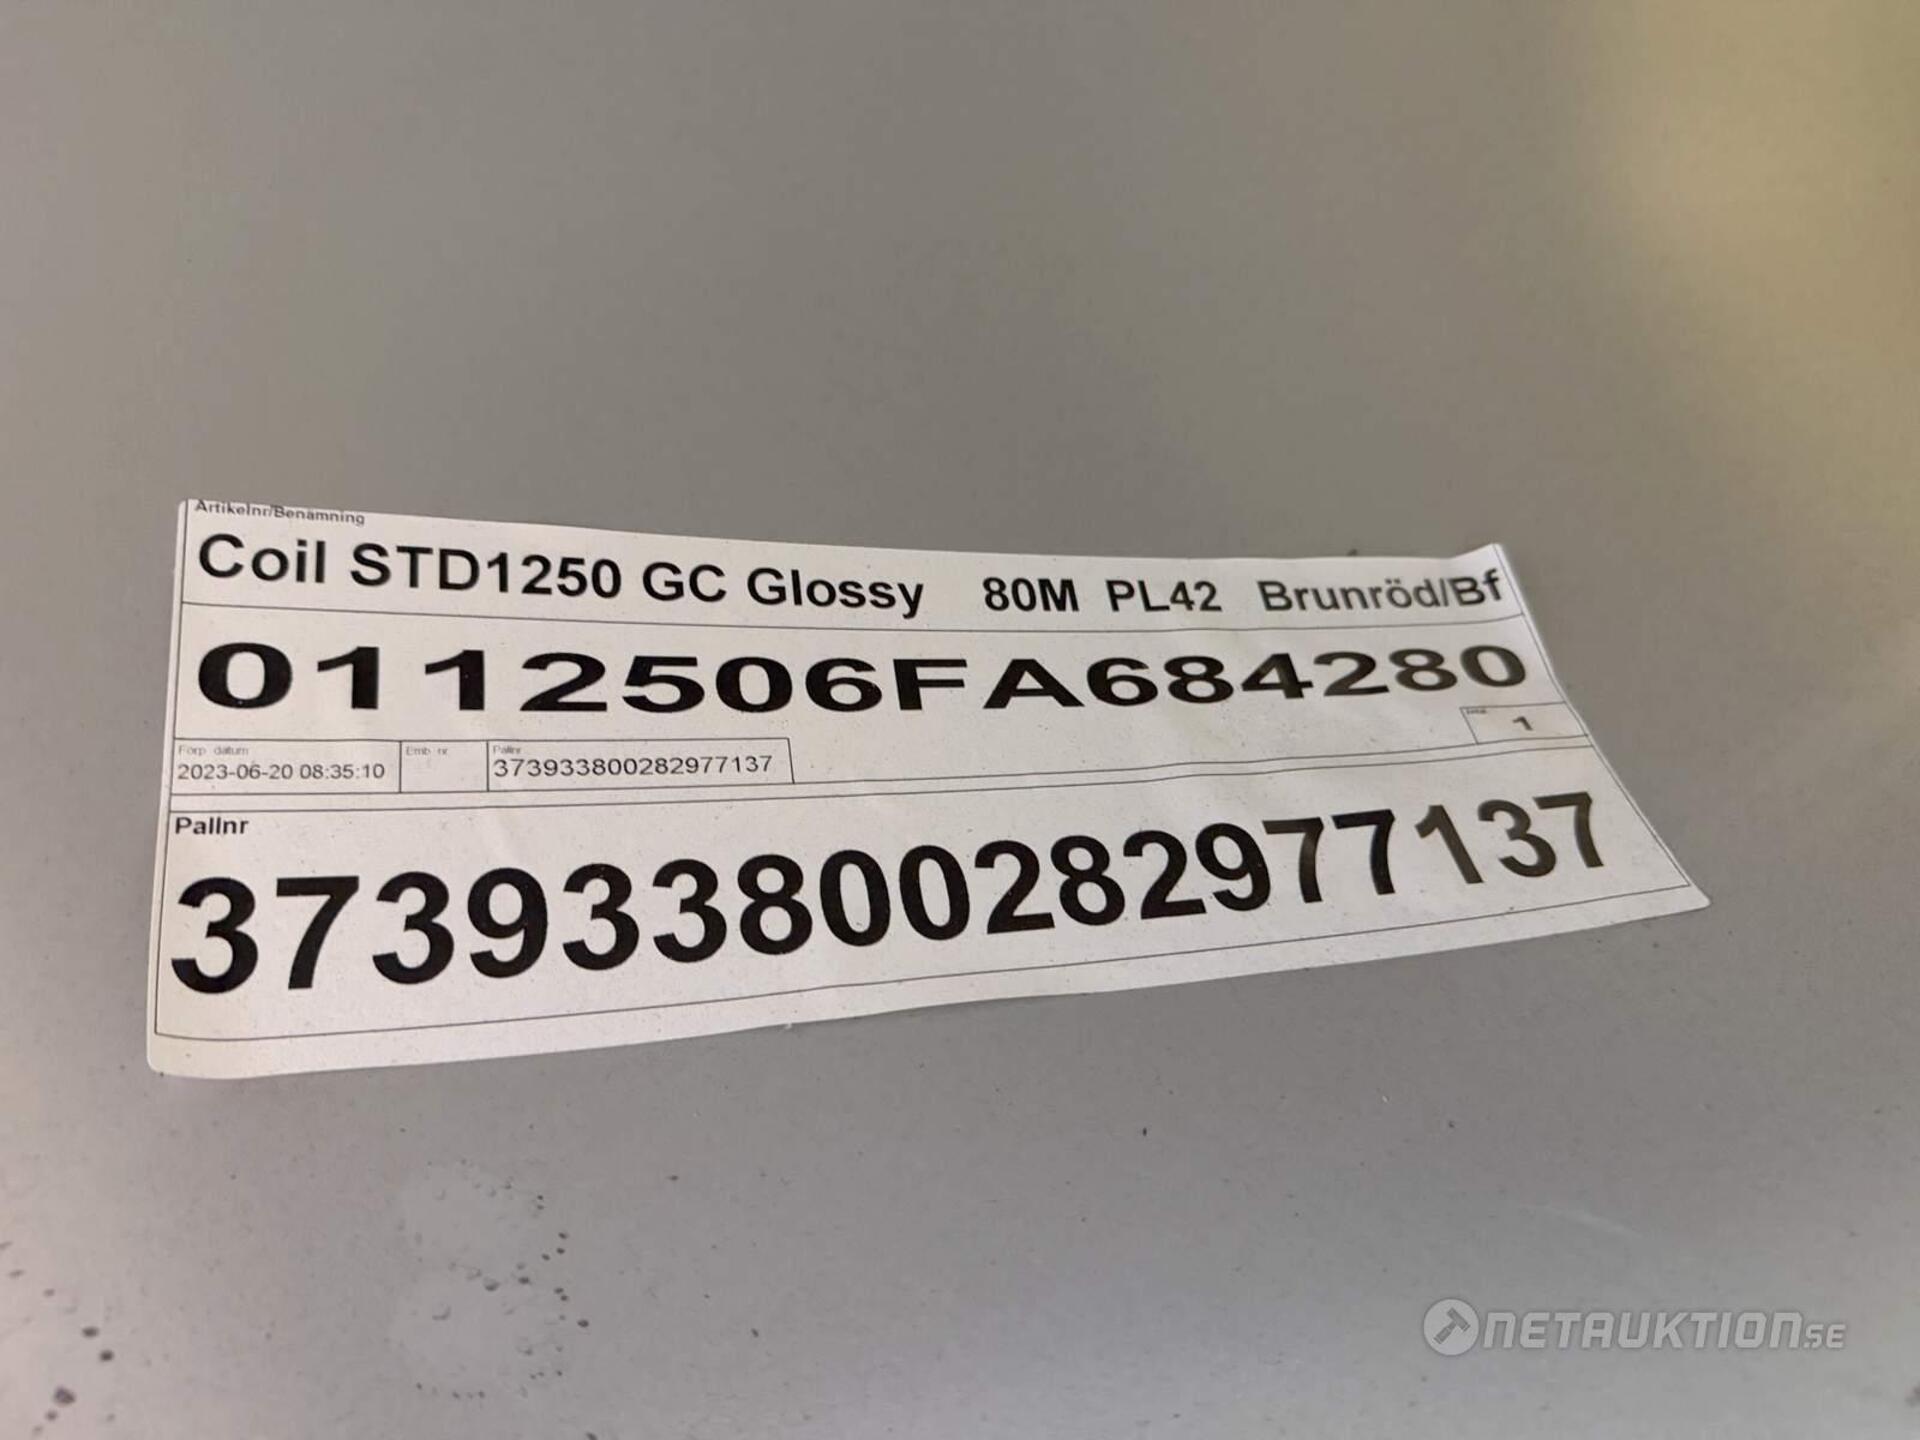 Artikelnr/Benämning
Coil STD1250 GC Glossy 80M PL42 Brunröd/Bf
0112506FA684280
Antal
1
Förp. datum
2023-06-20 08:35:10
Emb. nr.
Pallnr
373933800282977137
Pallnr
373933800282977137
NETAUKTION.SE